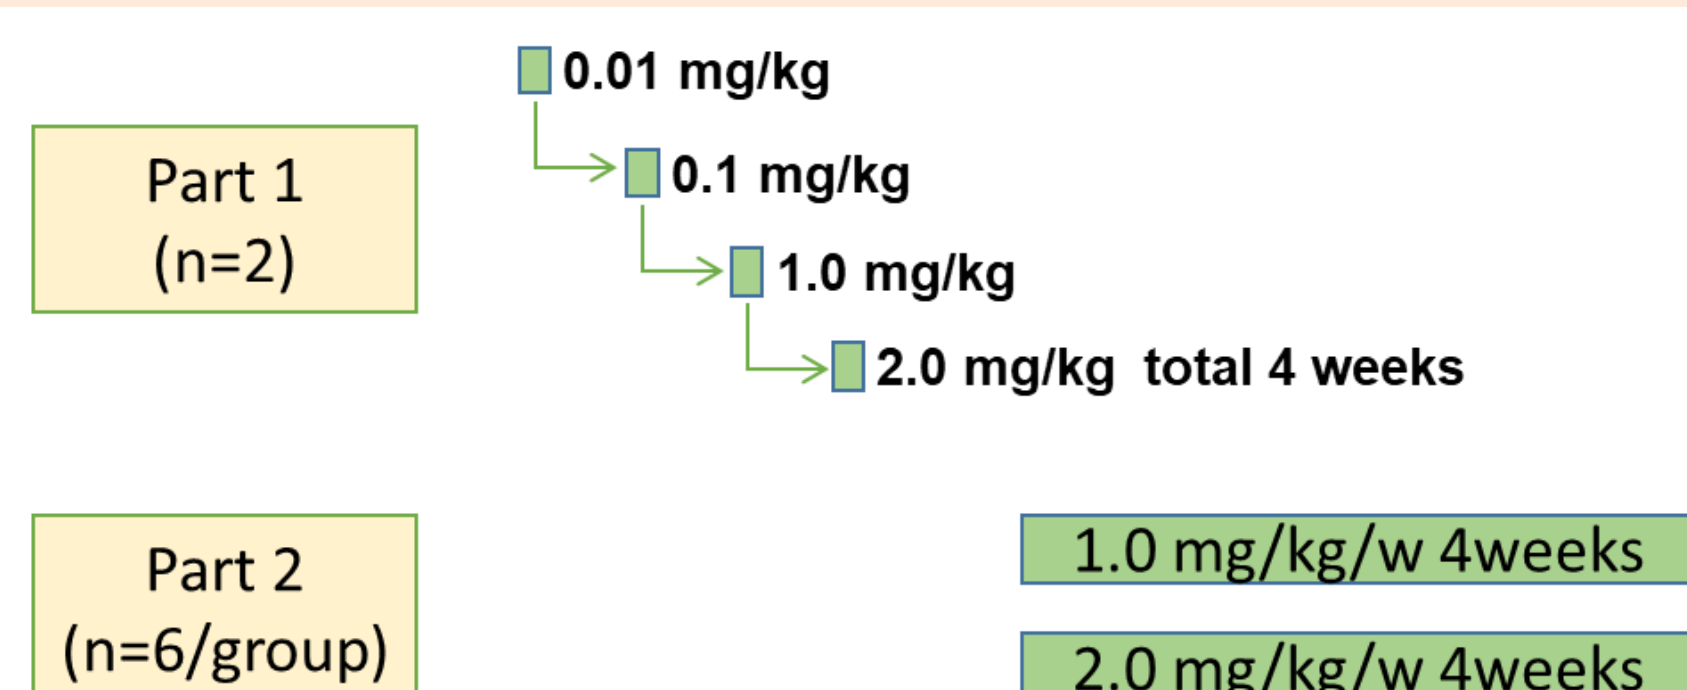 0.01 mg/kg
Part 1
(n=2)
0.1 mg/kg
1.0 mg/kg
2.0 mg/kg  total 4 weeks
Part 2
(n=6/group)
1.0 mg/kg/w 4weeks
2.0 mg/kg/w 4weeks